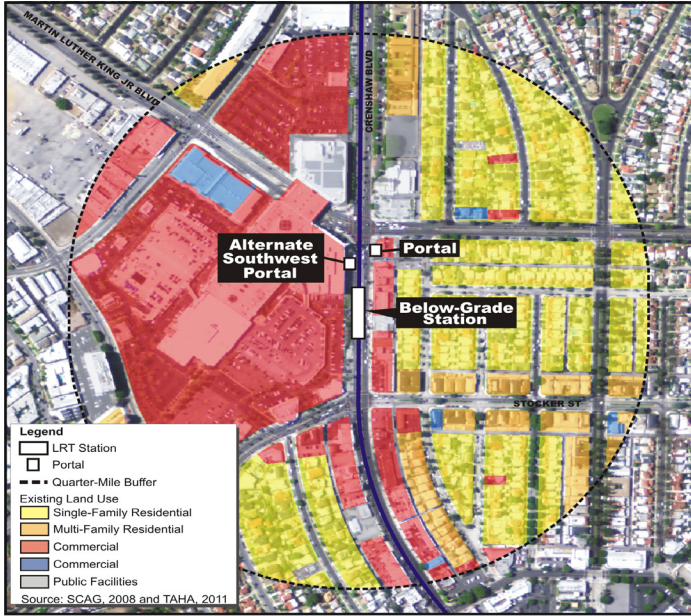 MARTIN LUTHER KING JR BLVD
CRENSHAW BLVD
Alternate
Southwest
Portal
Portal
Below-Grade
Station
STOCKER ST
Legend
LRT Station
Portal
Quarter-Mile Buffer
Existing Land Use
Single-Family Residential
Multi-Family Residential
Commercial
Commercial
Public Facilities
Source: SCAG, 2008 and TAHA, 2011